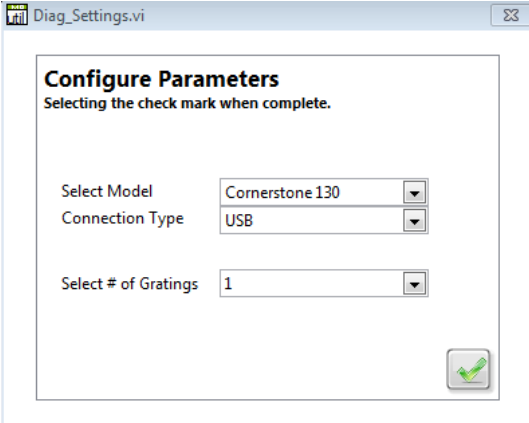 util Diag_Settings.vi
Configure Parameters
Selecting the check mark when complete.
Select Model Cornerstone 130
Connection Type USB
Select # of Gratings 1